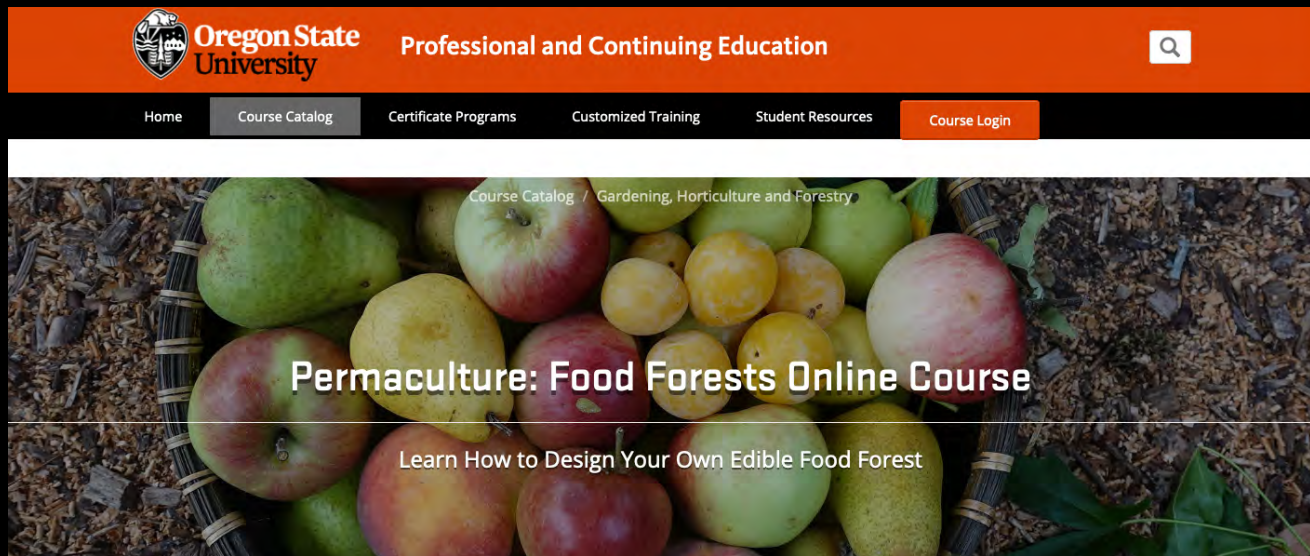 Oregon State
University
Professional and Continuing Education
Home
Course Catalog
Certificate Programs
Customized Training
Student Resources
Course Login
Course Catalog / Gardening, Horticulture and Forestry
Permaculture: Food Forests Online Course
Learn How to Design Your Own Edible Food Forest